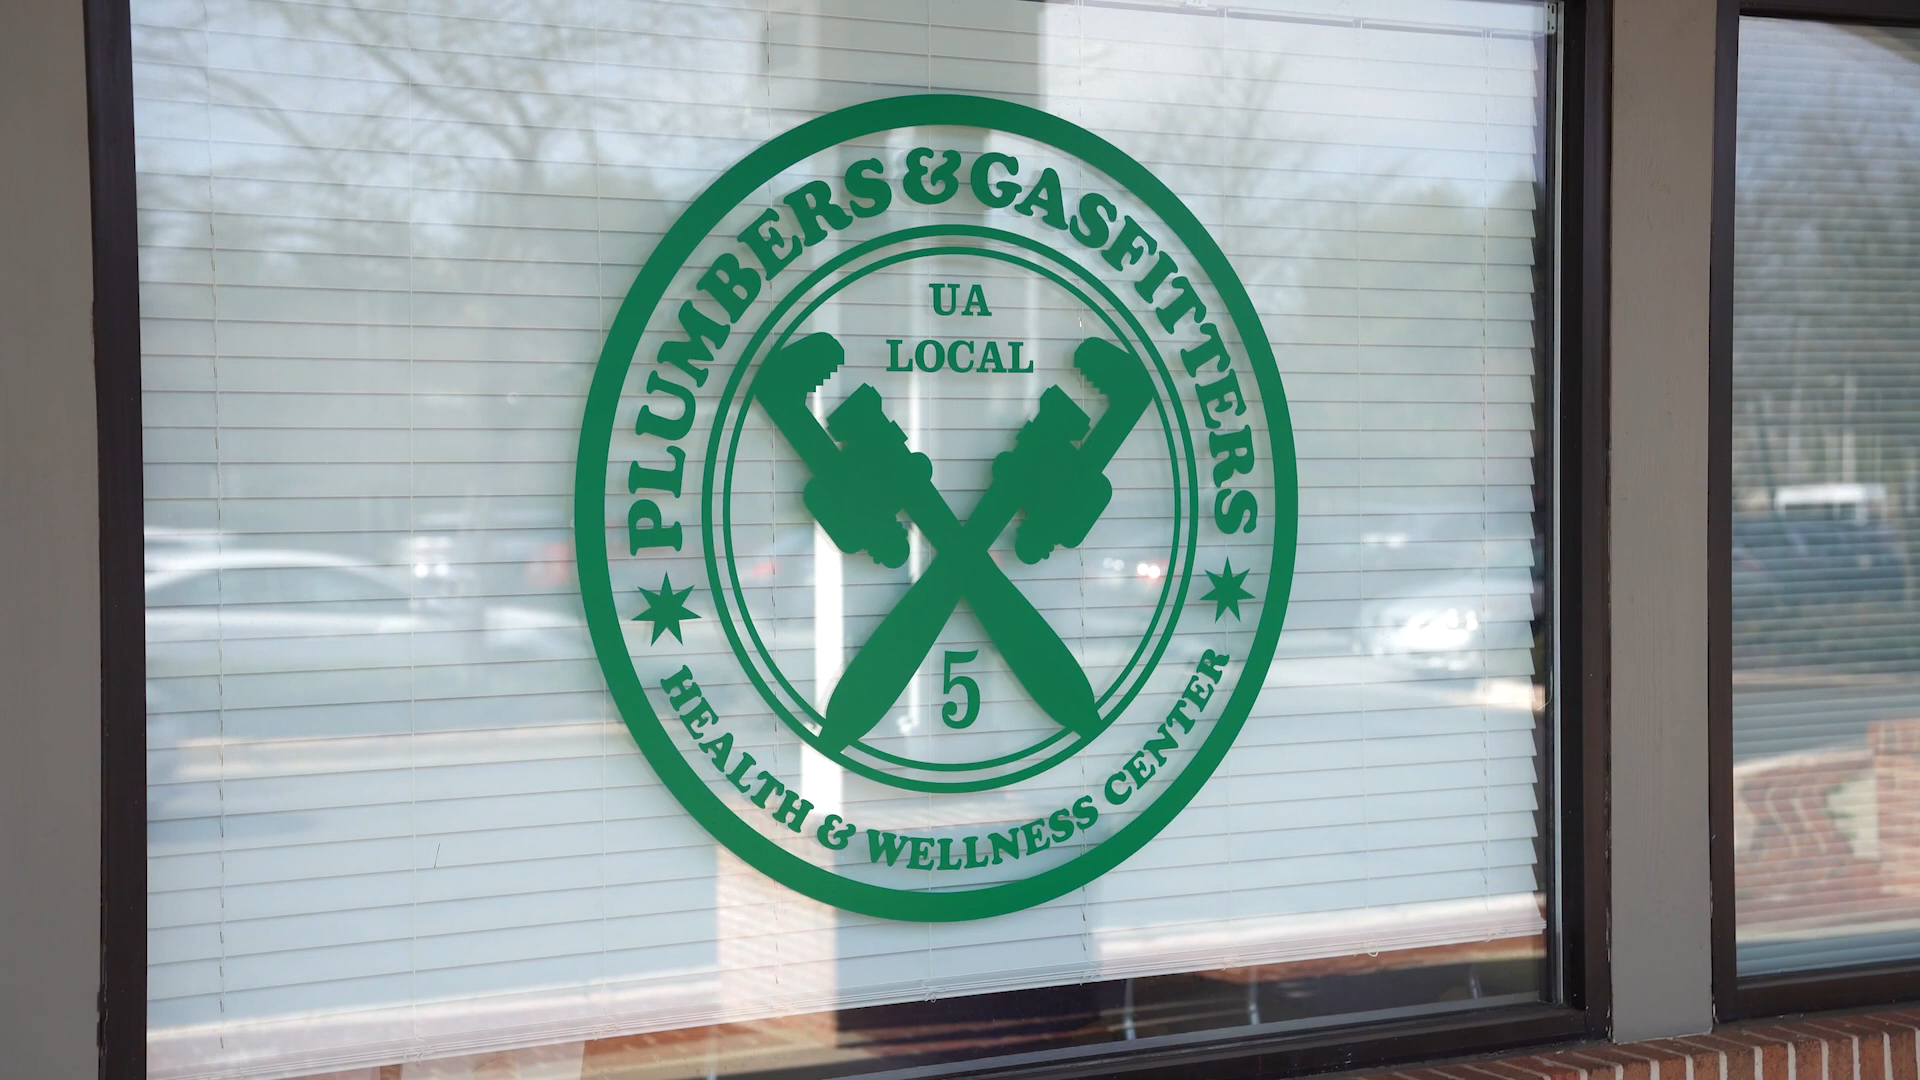 PLUMBERS & GASFITTERS
UA
LOCAL
5
HEALTH & WELLNESS CENTER